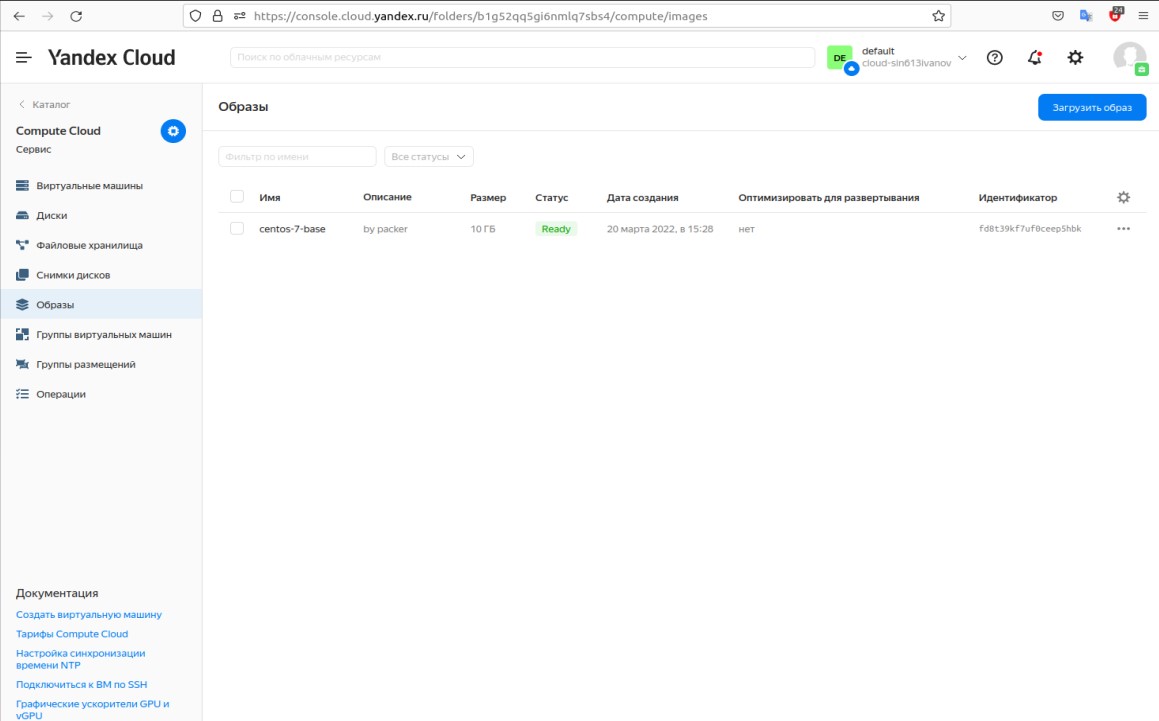 https://console.cloud.yandex.ru/folders/b1g52qq5gi6nmlq7sbs4/compute/images
24
Yandex Cloud
Поиск по облачным ресурсам
DE
default
cloud-sin613ivanov
Каталог
Compute Cloud
Сервис
Виртуальные машины
Диски
Файловые хранилища
Снимки дисков
Образы
Группы виртуальных машин
Группы размещений
Операции
Документация
Создать виртуальную машину
Тарифы Compute Cloud
Настройка синхронизации
времени NTP
Подключиться к ВМ по SSH
Графические ускорители GPU и
vGPU
Образы
Загрузить образ
Фильтр по имени
Все статусы
Имя Описание Размер Статус Дата создания Оптимизировать для развертывания Идентификатор
centos-7-base by packer 10 ГБ Ready 20 марта 2022, в 15:28 нет fd8t39kf7uf0ceep5hbk